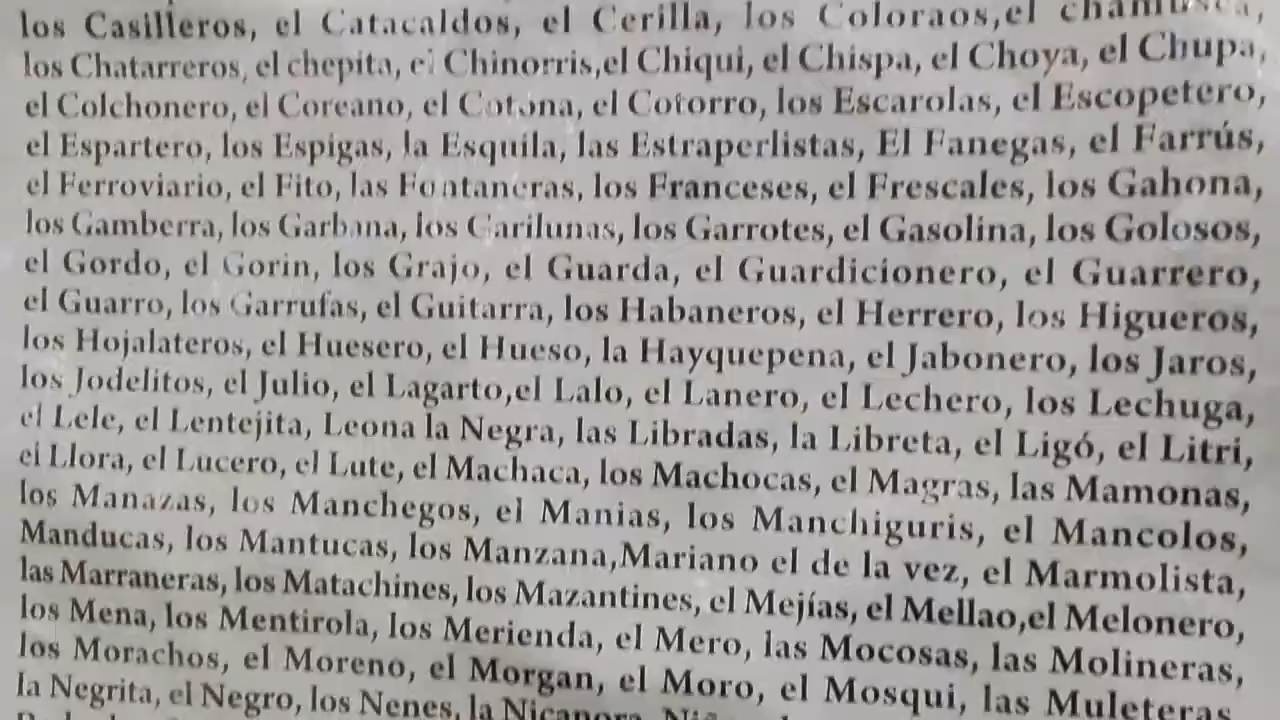 los Casilleros, el Catacaldos, el Cerilla, los Coloraos,el chamusca,
los Chatarreros, el chepita, el Chinorris,el Chiqui, el Chispa, el Choya, el Chupa,
el Colchonero, el Coreano, el Cotona, el Cotorro, los Escarolas, el Escopetero,
el Espartero, los Espigas, la Esquila, las Estraperlistas, El Fanegas, el Farrús,
el Ferroviario, el Fito, las Fontaneras, los Franceses, el Frescales, los Gahona,
los Gamberra, los Garbana, los Garilunas, los Garrotes, el Gasolina, los Golosos,
el Gordo, el Gorin, los Grajo, el Guarda, el Guardicionero, el Guarrero,
el Guarro, los Garrufas, el Guitarra, los Habaneros, el Herrero, los Higueros,
los Hojalateros, el Huesero, el Hueso, la Hayquepena, el Jabonero, los Jaros,
los Jodelitos, el Julio, el Lagarto,el Lalo, el Lanero, el Lechero, los Lechuga,
el Lele, el Lentejita, Leona la Negra, las Libradas, la Libreta, el Ligó, el Litri,
el Llora, el Lucero, el Lute, el Machaca, los Machocas, el Magras, las Mamonas,
los Manazas, los Manchegos, el Manias, los Manchiguris, el Mancolos,
Manducas, los Mantucas, los Manzana,Mariano el de la vez, el Marmolista,
las Marraneras, los Matachines, los Mazantines, el Mejías, el Mellao,el Melonero,
los Mena, los Mentirola, los Merienda, el Mero, las Mocosas, las Molineras,
los Morachos, el Moreno, el Morgan, el Moro, el Mosqui, las Muleteras
la Negrita, el Negro, los Nenes, la Nicanora,